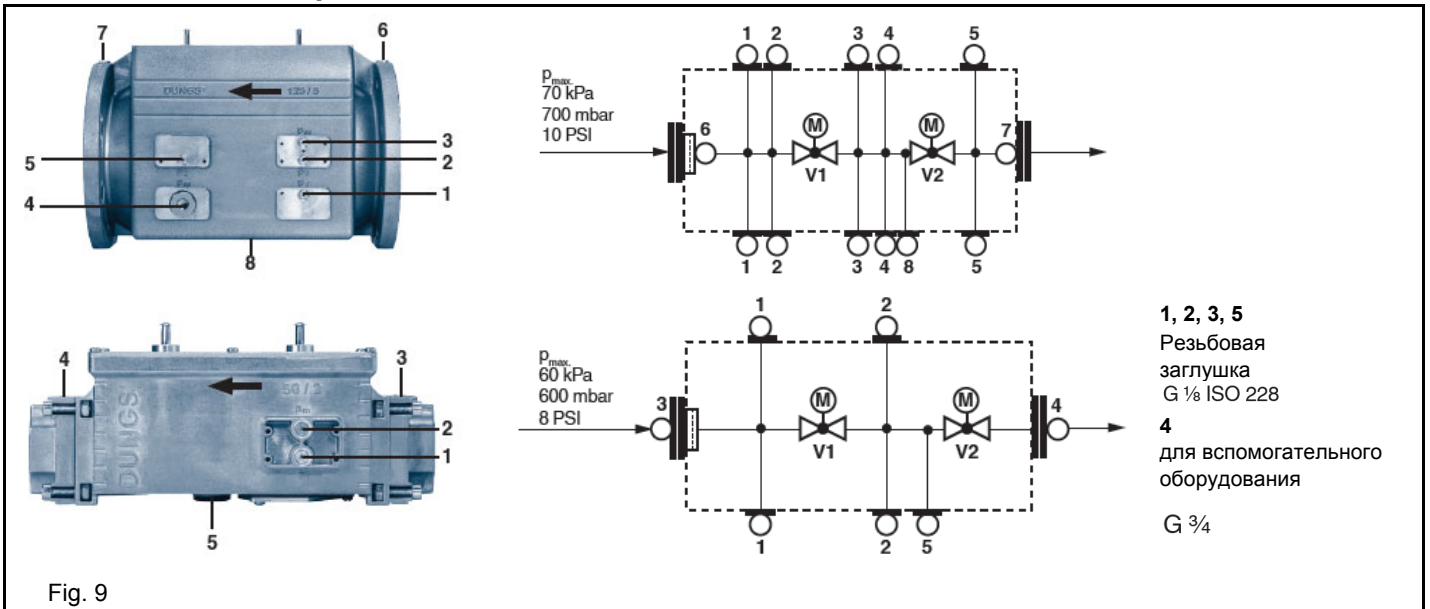 7
6
DUNGS
125 / 5
3
2
5
1
4
8
1 2 3 4 5
pmax.
70 kPa
700 mbar
10 PSI
6
M
M
7
V1
V2
1 2 3 4 8 5
4
3
DUNGS
50 / 3
2
1
5
1 2
pmax.
60 kPa
600 mbar
8 PSI
3
M
M
4
V1
V2
1 2 5
1, 2, 3, 5
Резьбовая
заглушка
G ⅛ ISO 228
4
для вспомогательного
оборудования
G ¾
Fig. 9